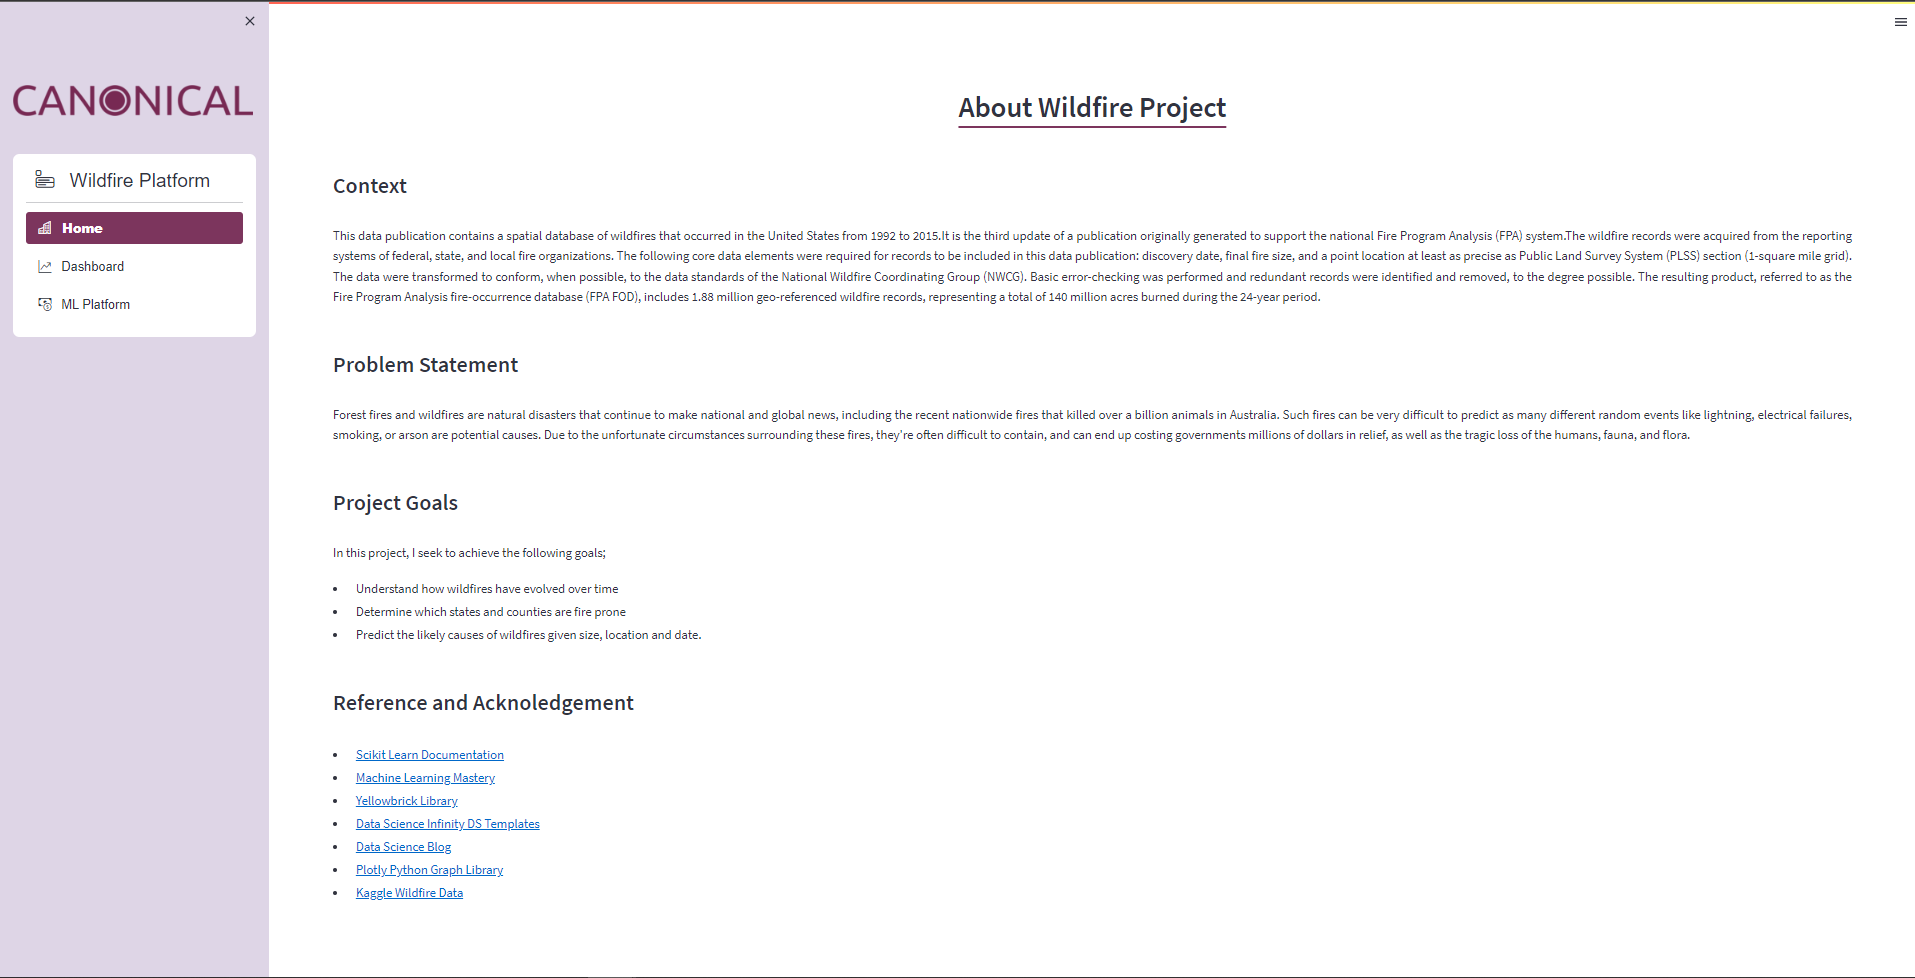 CANONICAL
Wildfire Platform
Home
Dashboard
ML Platform
About Wildfire Project
Context
This data publication contains a spatial database of wildfires that occurred in the United States from 1992 to 2015.It is the third update of a publication originally generated to support the national Fire Program Analysis (FPA) system.The wildfire records were acquired from the reporting
systems of federal, state, and local fire organizations. The following core data elements were required for records to be included in this data publication: discovery date, final fire size, and a point location at least as precise as Public Land Survey System (PLSS) section (1-square mile grid).
The data were transformed to conform, when possible, to the data standards of the National Wildfire Coordinating Group (NWCG). Basic error-checking was performed and redundant records were identified and removed, to the degree possible. The resulting product, referred to as the
Fire Program Analysis fire-occurrence database (FPA FOD), includes 1.88 million geo-referenced wildfire records, representing a total of 140 million acres burned during the 24-year period.
Problem Statement
Forest fires and wildfires are natural disasters that continue to make national and global news, including the recent nationwide fires that killed over a billion animals in Australia. Such fires can be very difficult to predict as many different random events like lightning, electrical failures,
smoking, or arson are potential causes. Due to the unfortunate circumstances surrounding these fires, they're often difficult to contain, and can end up costing governments millions of dollars in relief, as well as the tragic loss of the humans, fauna, and flora.
Project Goals
In this project, I seek to achieve the following goals;
• Understand how wildfires have evolved over time
• Determine which states and counties are fire prone
• Predict the likely causes of wildfires given size, location and date.
Reference and Acknoledgement
• Scikit Learn Documentation
• Machine Learning Mastery
• Yellowbrick Library
• Data Science Infinity DS Templates
• Data Science Blog
• Plotly Python Graph Library
• Kaggle Wildfire Data